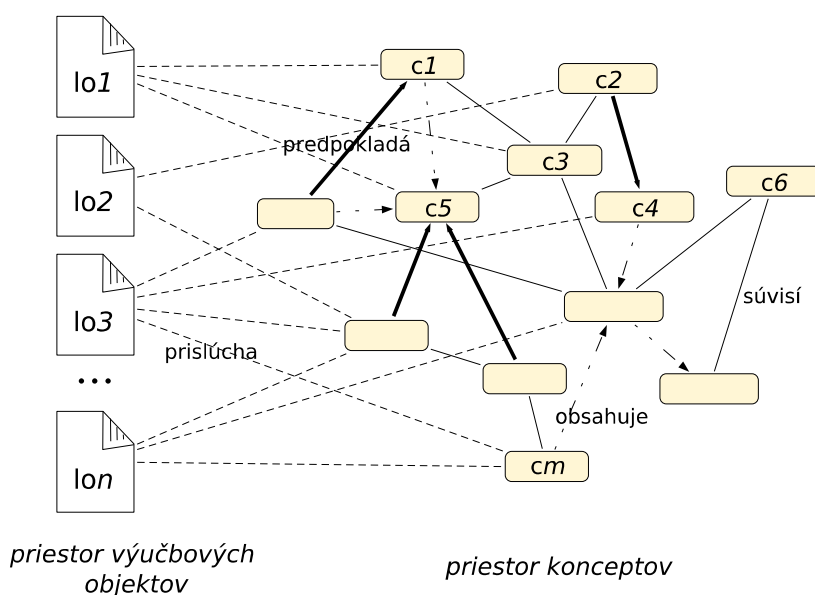 lo1
c1
c2
predpokladá
c3
c6
lo2
c5
c4
súvisí
lo3
prislúcha
...
obsahuje
lon
cm
priestor výučbových
objektov
priestor konceptov